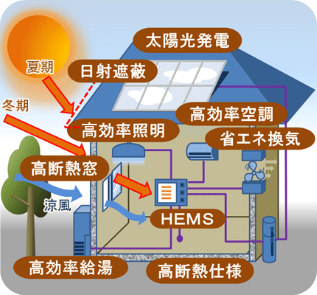 太陽光発電
夏期
日射遮蔽
冬期
高効率照明
高効率空調
省エネ換気
高断熱窓
涼風
HEMS
高効率給湯
高断熱仕様